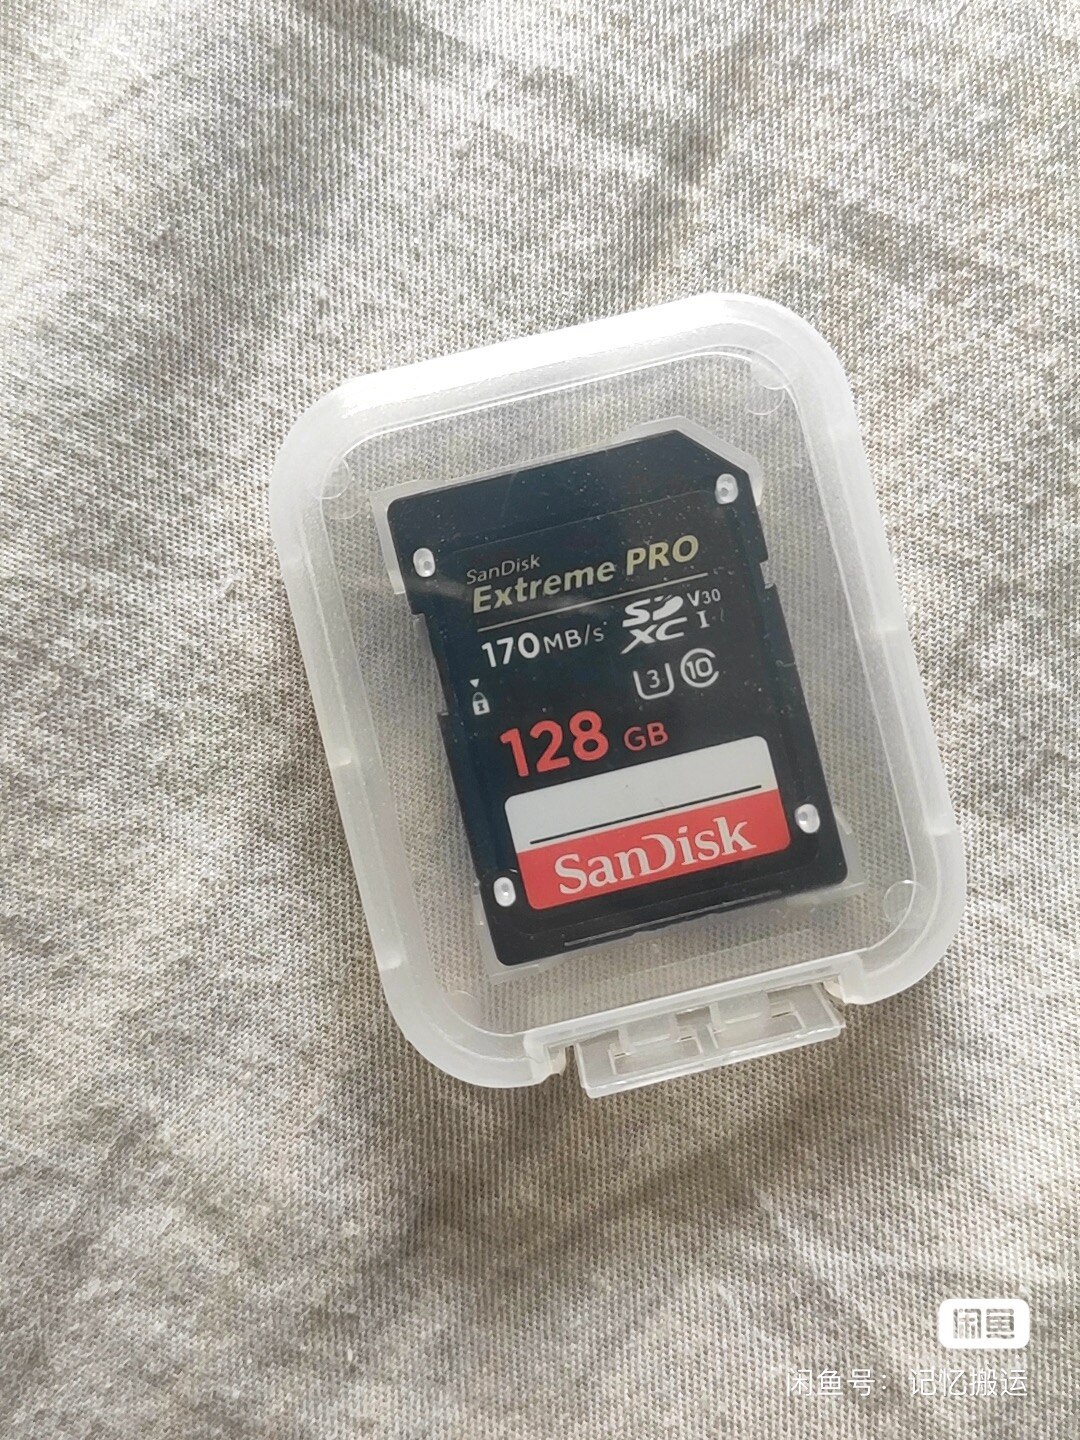 SanDisk
Extreme PRO
170MB/s
SD XC I V30
3 10
128 GB
SanDisk
闲鱼
闲鱼号：记忆搬运